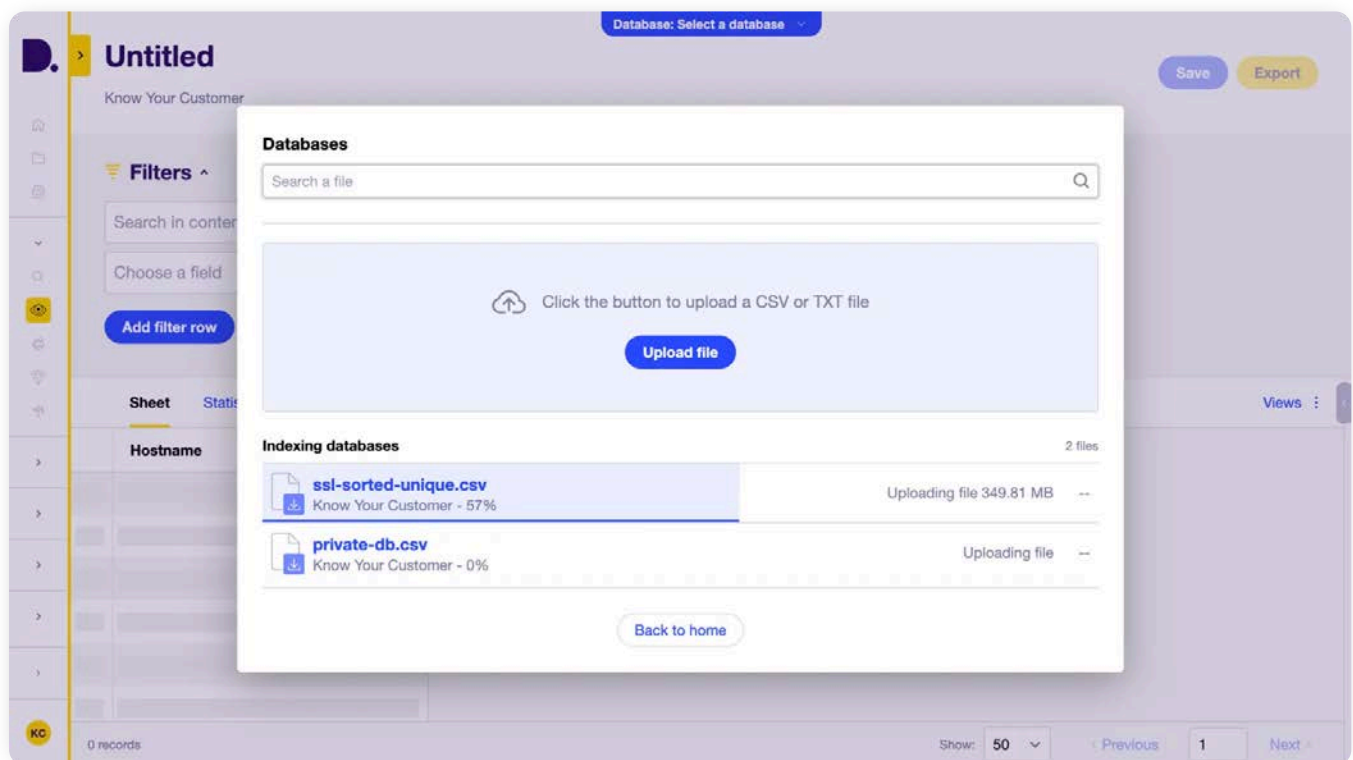 Database: Select a database
D.
Untitled
Save
Export
Know Your Customer
Databases
Search a file
Filters
Search in conten
Choose a field
Click the button to upload a CSV or TXT file
Add filter row
Upload file
Sheet
Statis
Views
Hostname
Indexing databases
2 files
ssl-sorted-unique.csv
Know Your Customer - 57%
Uploading file 349.81 MB --
private-db.csv
Know Your Customer - 0%
Uploading file --
Back to home
KC
0 records
Show: 50
Previous
1
Next